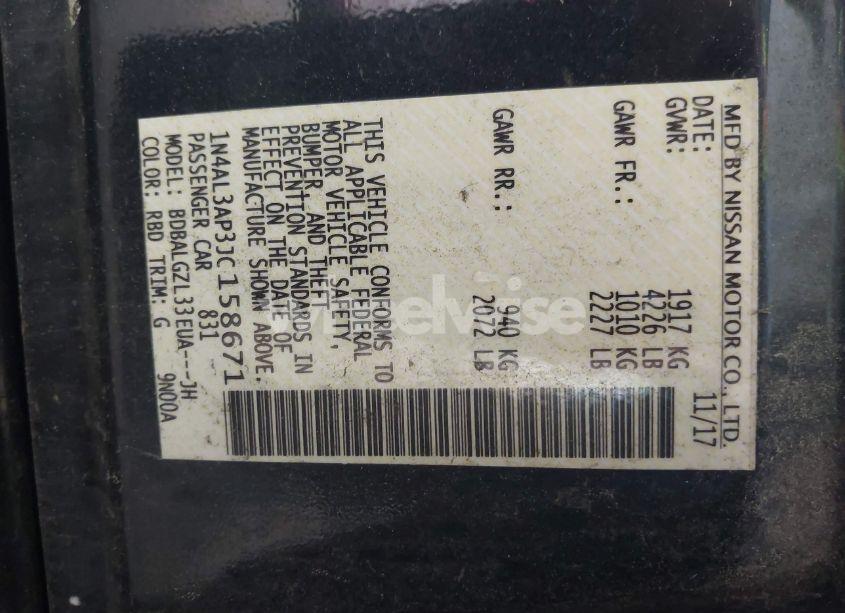 MFD BY NISSAN MOTOR CO., LTD.
DATE: 11/17
GVWR: 1917 KG
4226 LB
GAWR FR.: 1010 KG
2227 LB
GAWR RR.: 940 KG
2072 LB
THIS VEHICLE CONFORMS TO
ALL APPLICABLE FEDERAL
MOTOR VEHICLE SAFETY,
BUMPER, AND THEFT
PREVENTION STANDARDS IN
EFFECT ON THE DATE OF
MANUFACTURE SHOWN ABOVE.
1N4AL3AP3JC158671
PASSENGER CAR 831
MODEL: BDBALGZL33EUA---JH
COLOR: RBD TRIM: G 9N00A